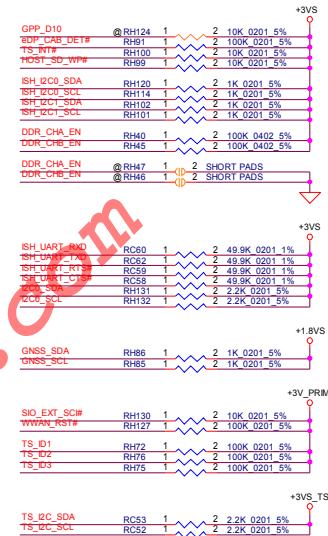 +3VS
GPP_D10 @ RH124 1 2 10K_0201_5%
eDP_CAB_DET# RH91 1 2 100K_0201_5%
TS_INT# RH100 1 2 10K_0201_5%
HOST_SD_WP# RH99 1 2 10K_0201_5%
ISH_I2C0_SDA RH120 1 2 1K_0201_5%
ISH_I2C0_SCL RH114 1 2 1K_0201_5%
ISH_I2C1_SDA RH102 1 2 1K_0201_5%
ISH_I2C1_SCL RH101 1 2 1K_0201_5%
DDR_CHA_EN RH40 1 2 100K_0402_5%
DDR_CHB_EN RH45 1 2 100K_0402_5%
DDR_CHA_EN @ RH47 1 2 SHORT PADS
DDR_CHB_EN @ RH46 1 2 SHORT PADS
+3VS
ISH_UART_RXD RC60 1 2 49.9K_0201_1%
ISH_UART_TXD RC62 1 2 49.9K_0201_1%
ISH_UART_RTS# RC59 1 2 49.9K_0201_1%
ISH_UART_CTS# RC58 1 2 49.9K_0201_1%
I2C0_SDA RH131 1 2 2.2K_0201_5%
I2C0_SCL RH132 1 2 2.2K_0201_5%
+1.8VS
GNSS_SDA RH86 1 2 1K_0201_5%
GNSS_SCL RH85 1 2 1K_0201_5%
+3V_PRIM
SIO_EXT_SCI# RH130 1 2 10K_0201_5%
WWAN_RST# RH127 1 2 100K_0201_5%
TS_ID1 RH72 1 2 100K_0201_5%
TS_ID2 RH76 1 2 100K_0201_5%
TS_ID3 RH75 1 2 100K_0201_5%
+3VS_TS
TS_I2C_SDA RC53 1 2 2.2K_0201_5%
TS_I2C_SCL RC52 1 2 2.2K_0201_5%
.com